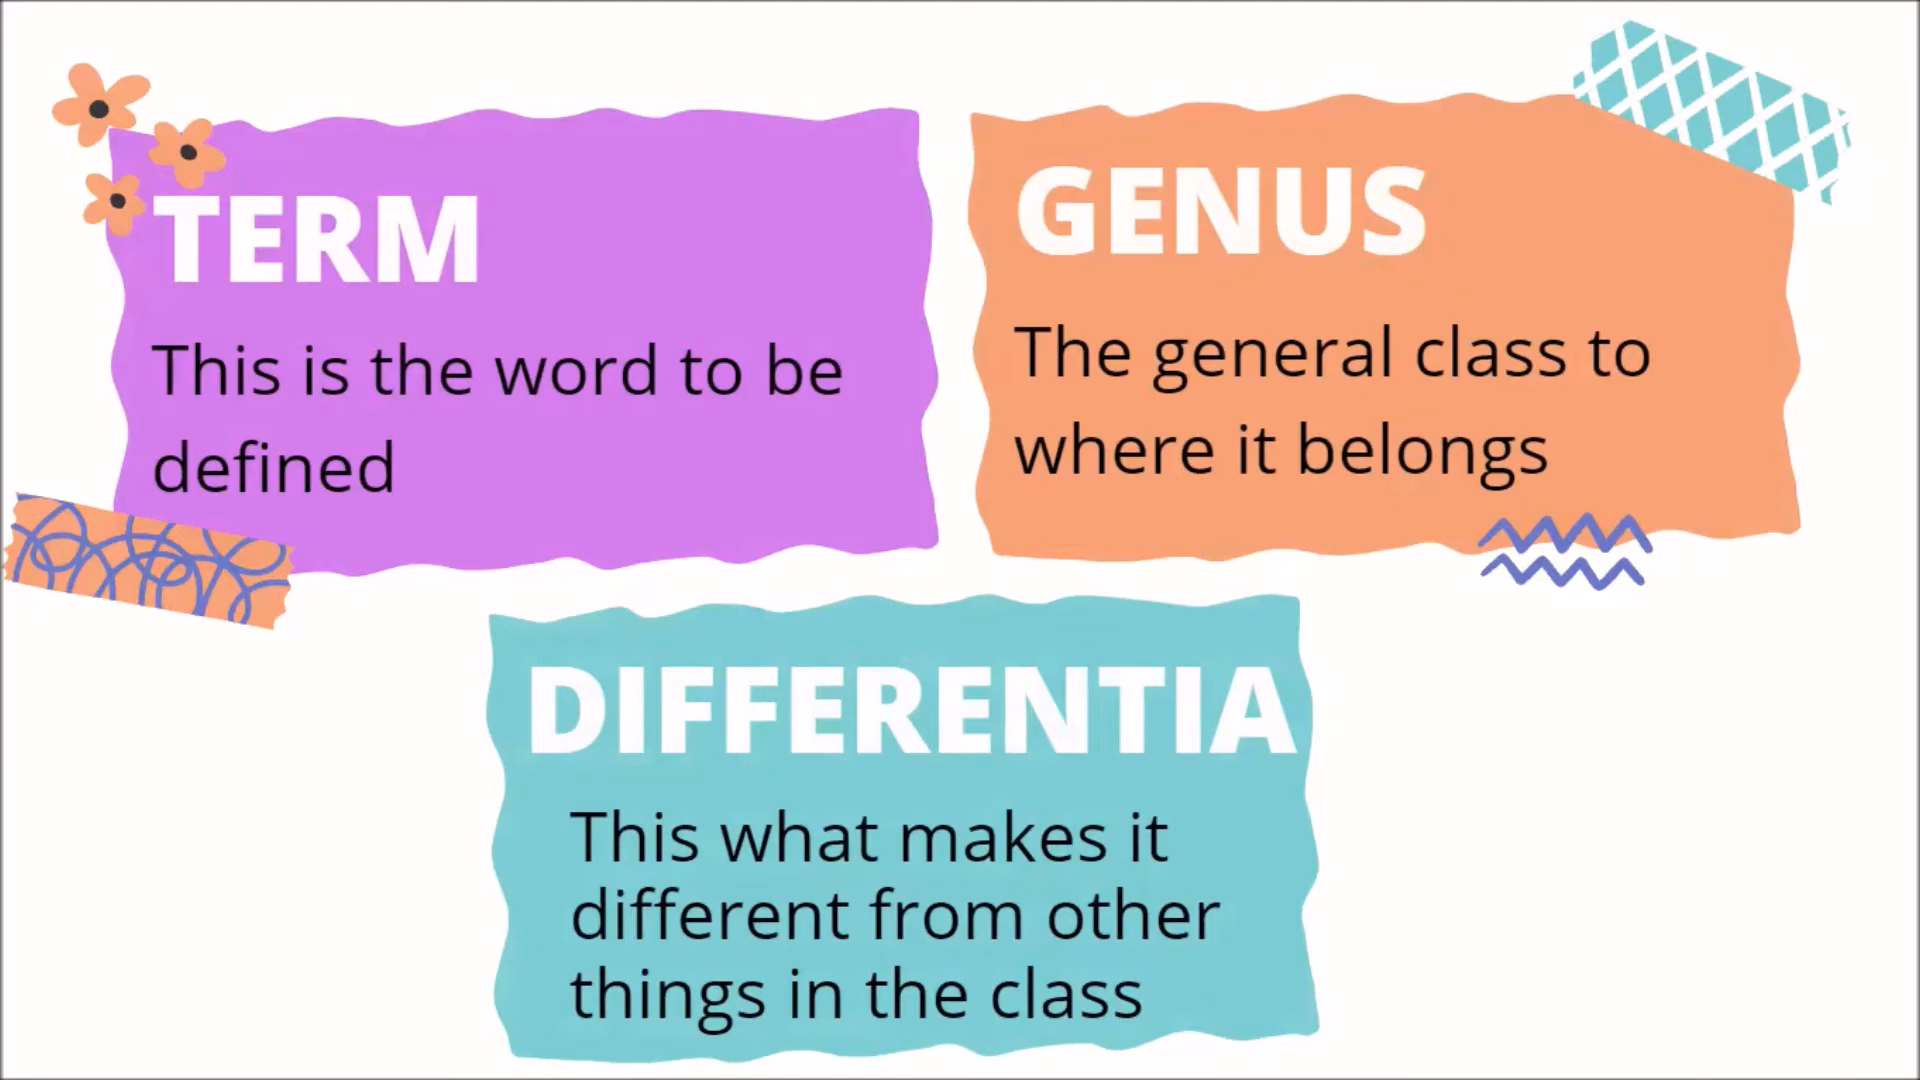 TERM
This is the word to be
defined
GENUS
The general class to
where it belongs
DIFFERENTIA
This what makes it
different from other
things in the class